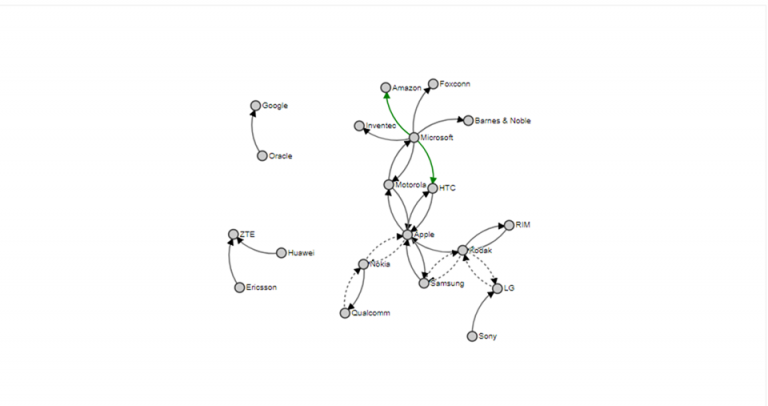 Amazon
Foxconn
Google
Barnes & Noble
Inventec
Microsoft
Oracle
Motorola
HTC
RIM
ZTE
Apple
Kodak
Huawei
Nokia
Samsung
Ericsson
LG
Qualcomm
Sony